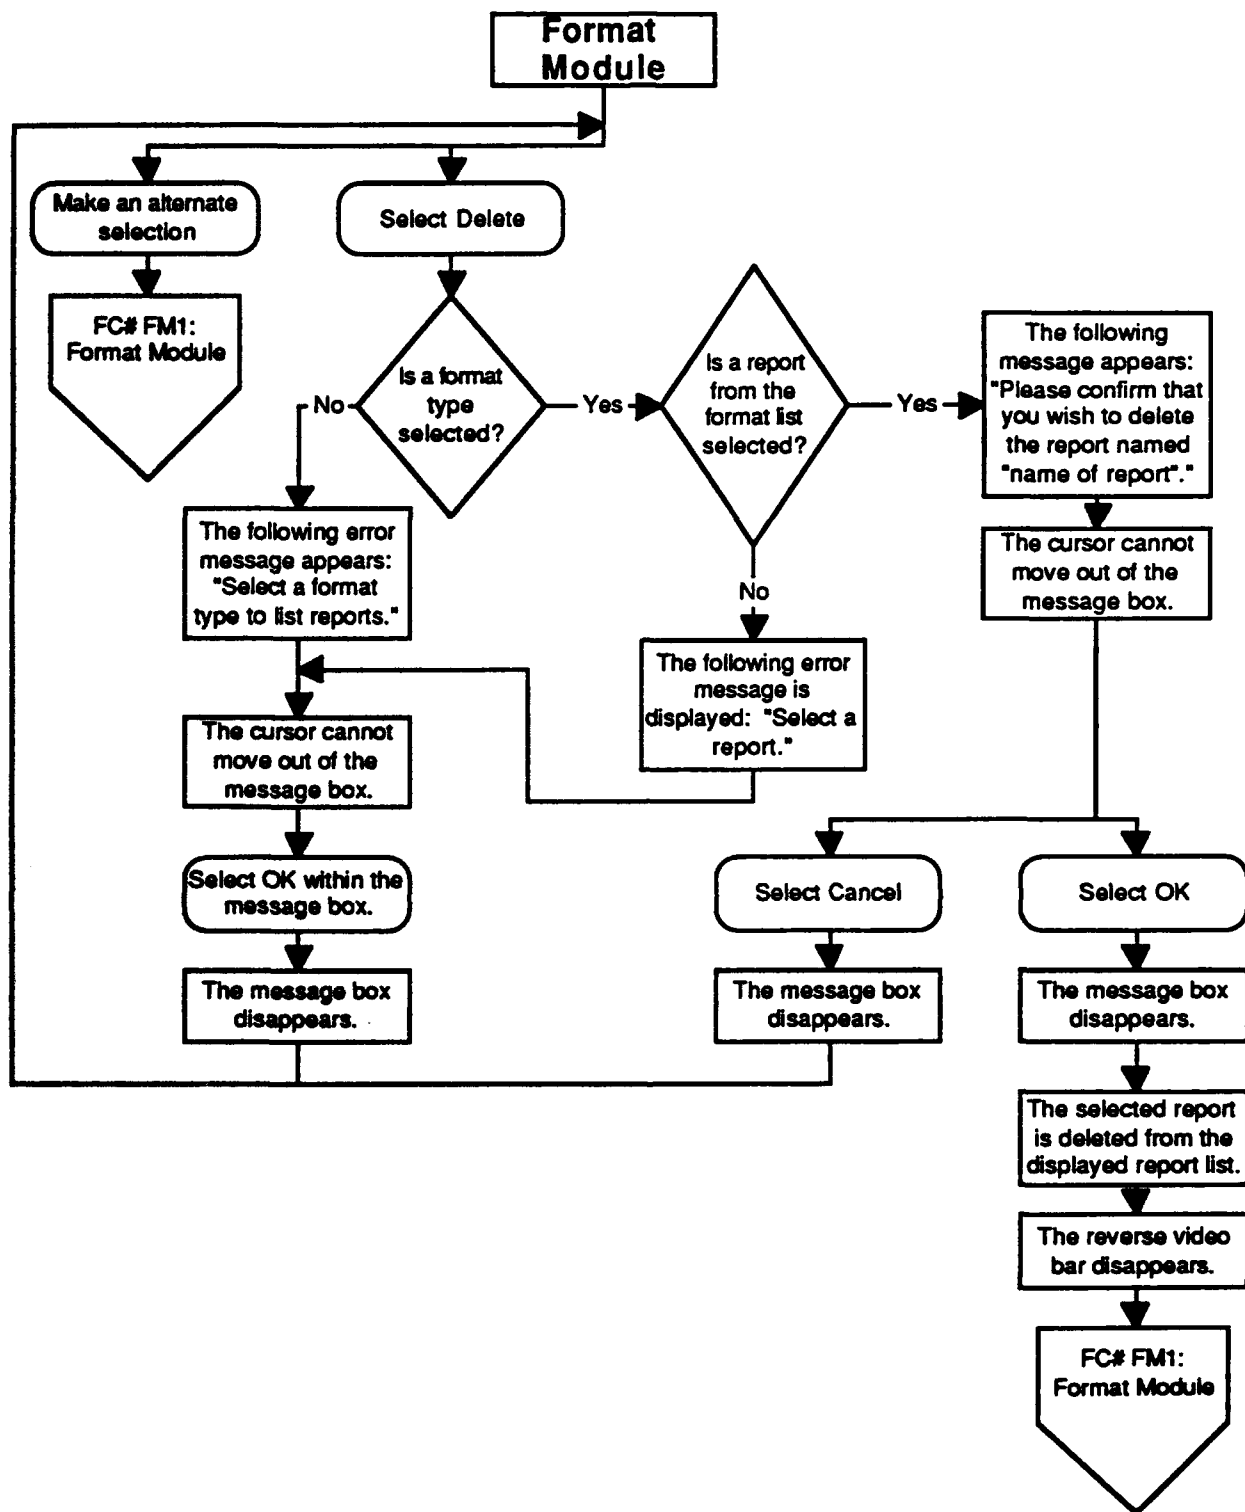 Format
Module
Make an alternate
selection
Select Delete
FC# FM1:
Format Module
Is a format
type
selected?
No
Yes
Is a report
from the
format list
selected?
Yes
The following
message appears:
"Please confirm that
you wish to delete
the report named
"name of report"."
The following error
message appears:
"Select a format
type to list reports."
No
The cursor cannot
move out of the
message box.
The following error
message is
displayed: "Select a
report."
The cursor cannot
move out of the
message box.
Select OK within the
message box.
Select Cancel
Select OK
The message box
disappears.
The message box
disappears.
The message box
disappears.
The selected report
is deleted from the
displayed report list.
The reverse video
bar disappears.
FC# FM1:
Format Module